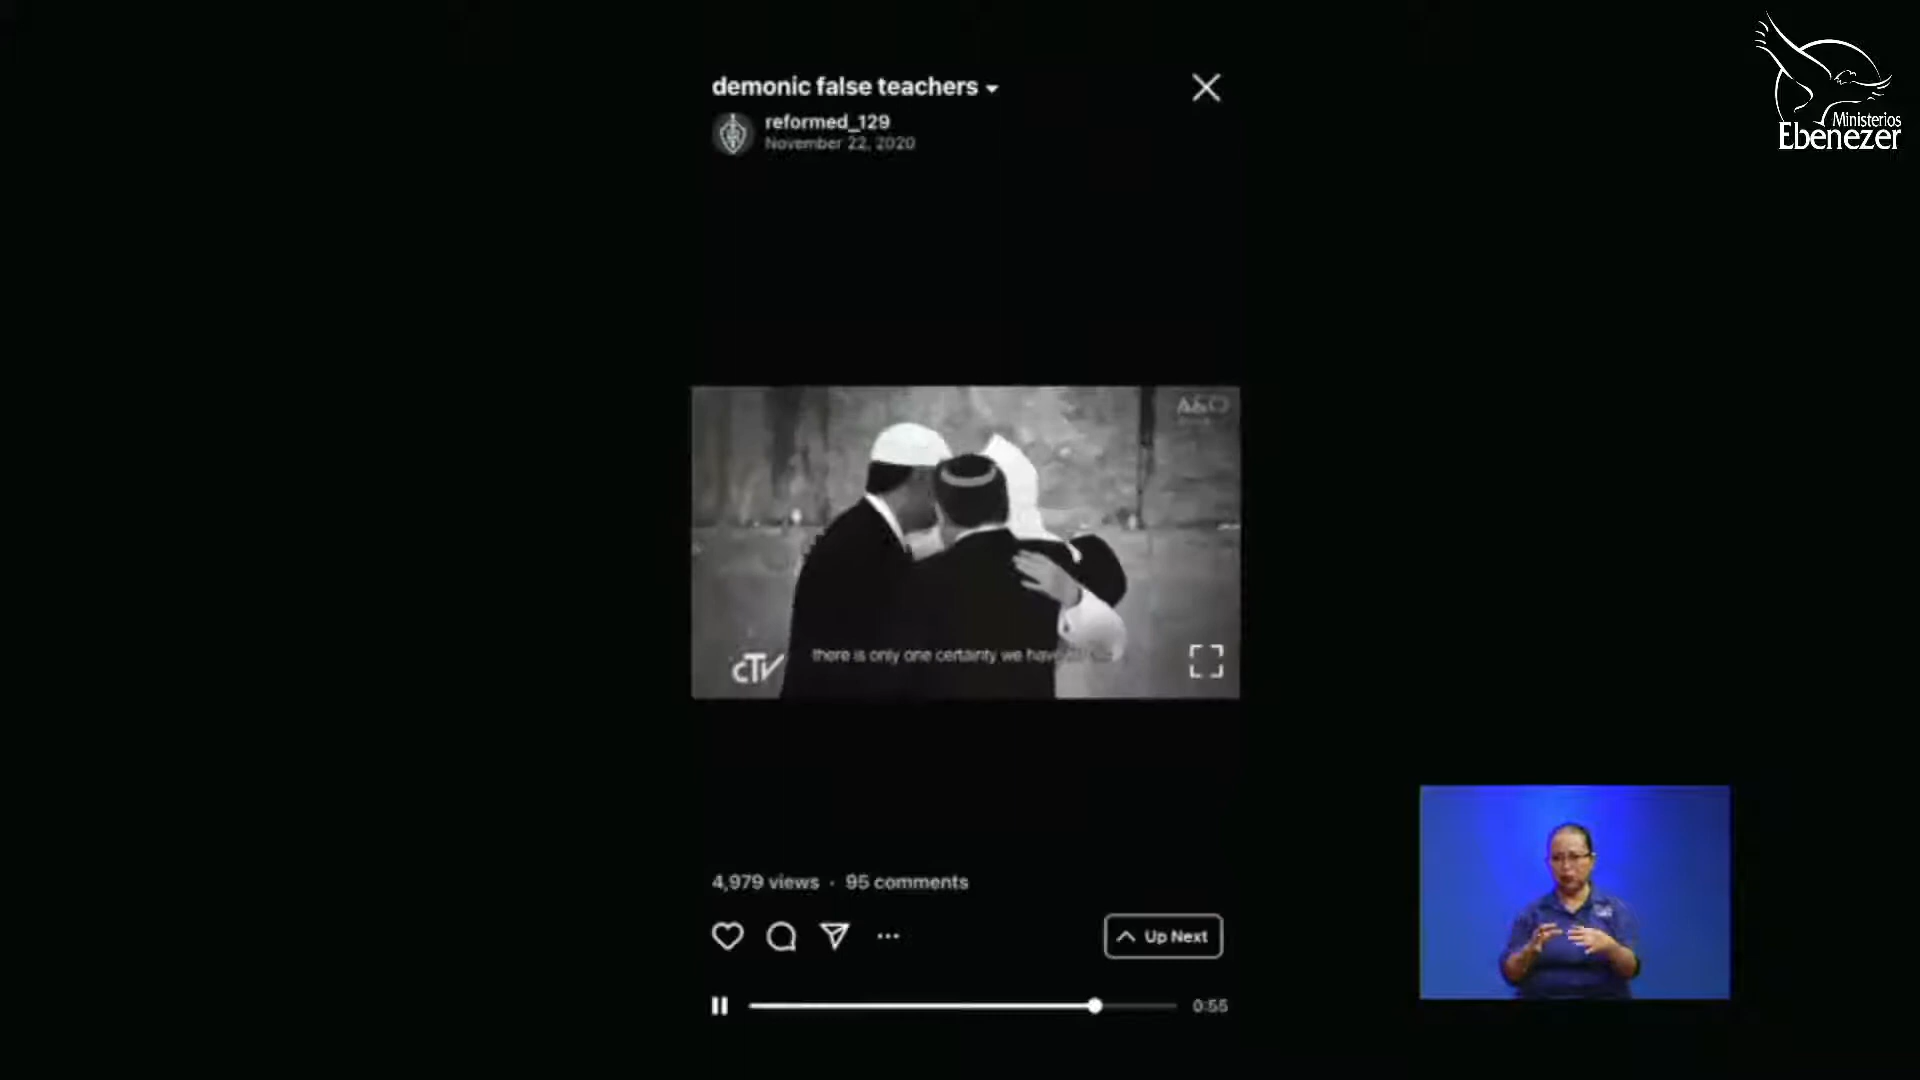 demonic false teachers
reformed_129
November 22, 2020
Ministerios
Ebenezer
A&O
there is only one certainty we have
CTV
4,979 views · 95 comments
Up Next
0:55